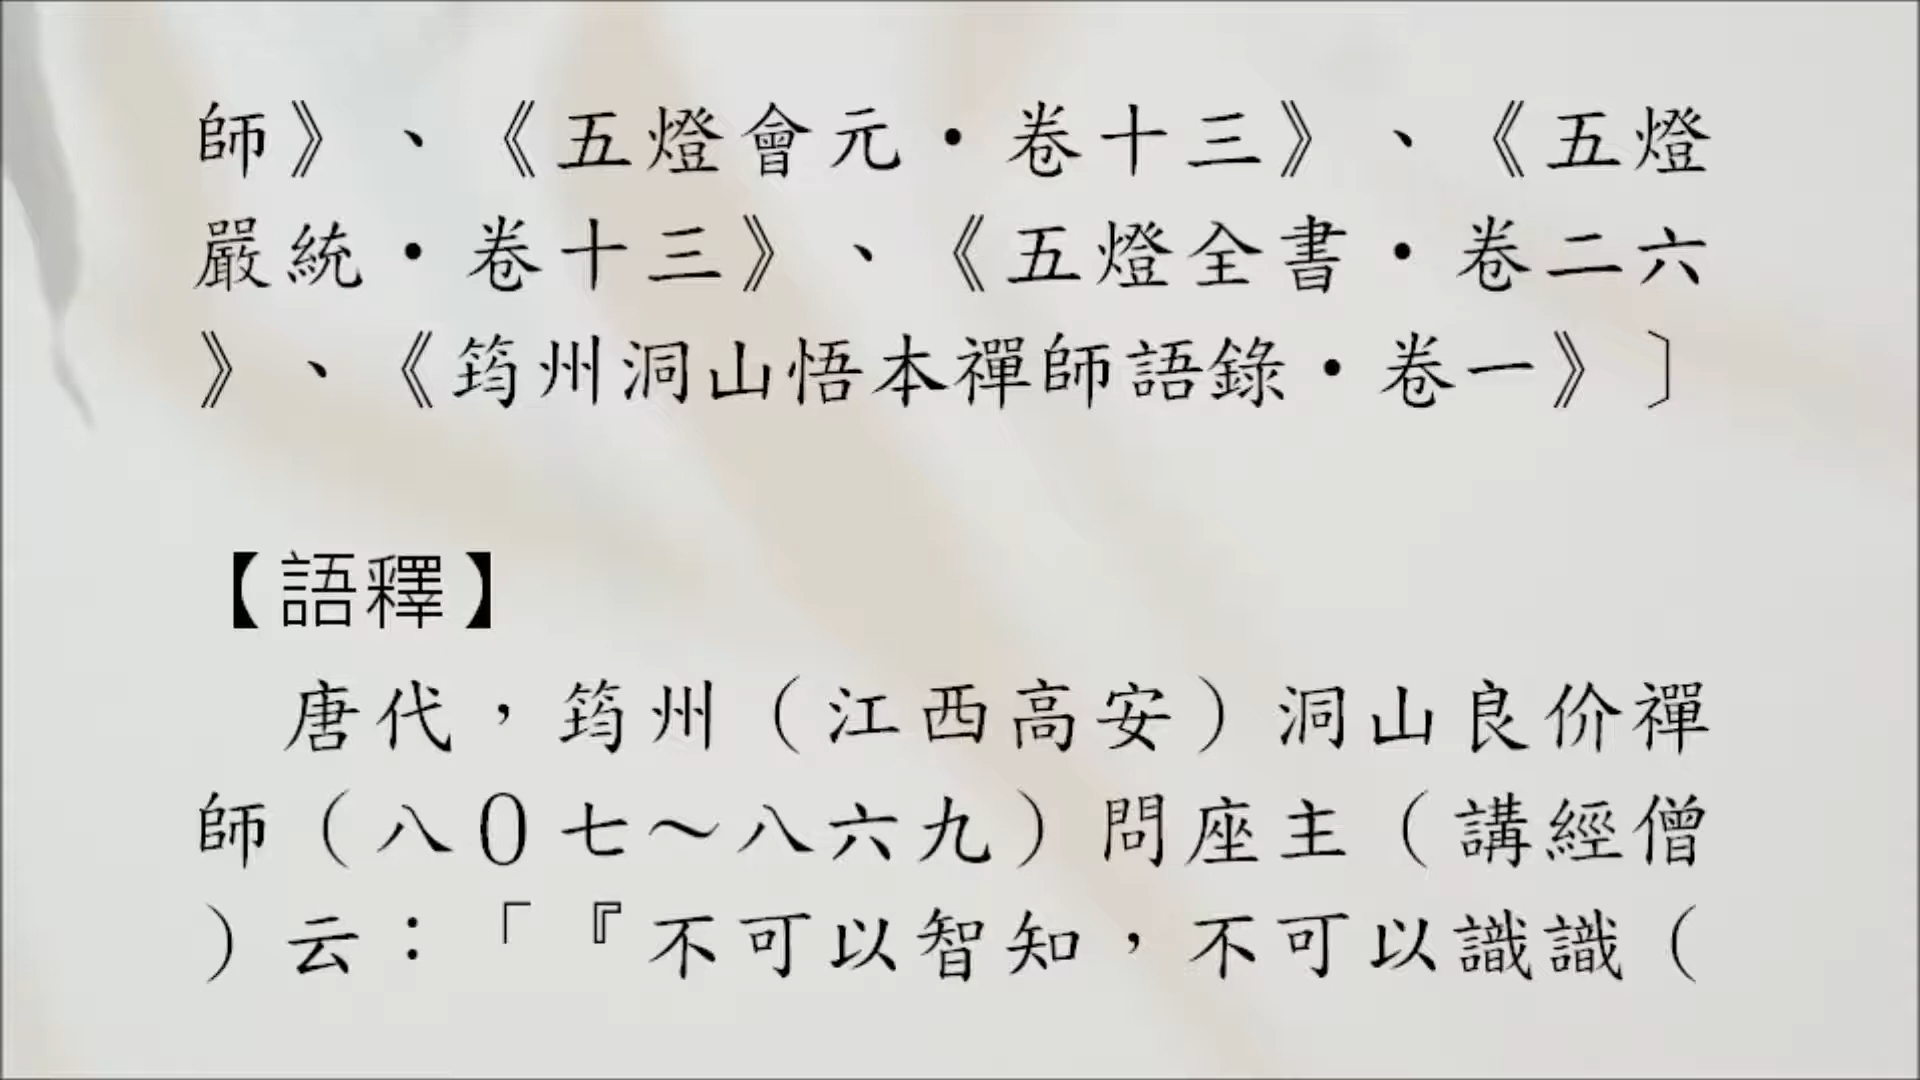 師》、《五燈會元·卷十三》、《五燈
嚴統·卷十三》、《五燈全書·卷二六
》、《筠州洞山悟本禪師語錄·卷一》〕
【語釋】
唐代，筠州（江西高安）洞山良价禪
師（八０七～八六九）問座主（講經僧
）云：「『不可以智知，不可以識識（